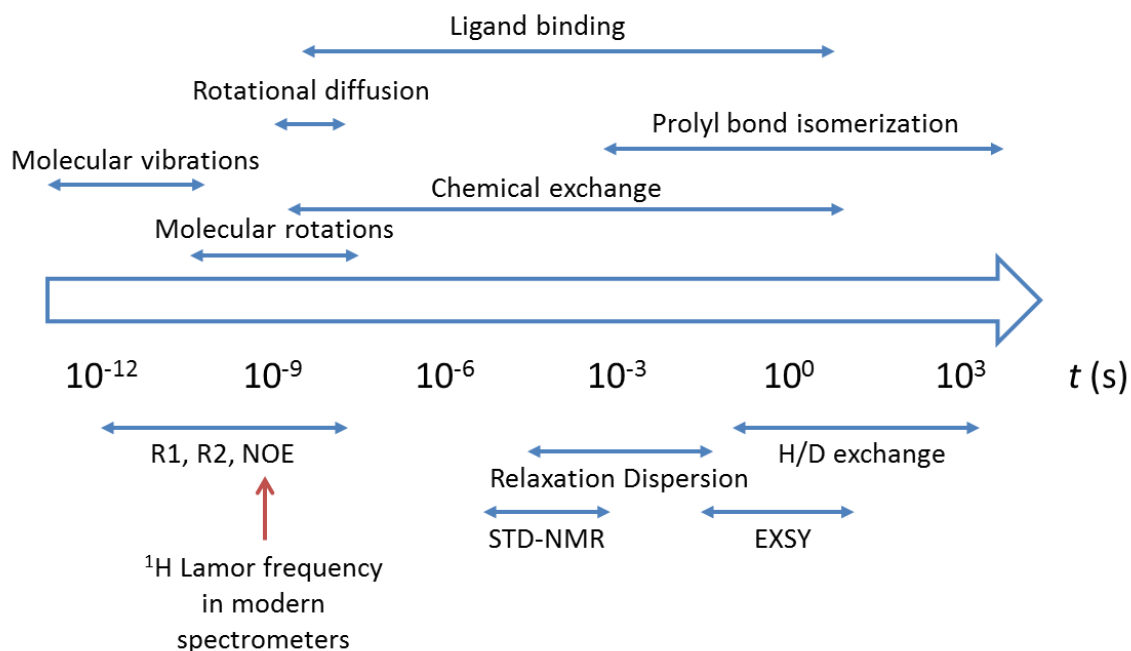 Ligand binding
Rotational diffusion
Prolyl bond isomerization
Molecular vibrations
Chemical exchange
Molecular rotations
10⁻¹² 10⁻⁹ 10⁻⁶ 10⁻³ 10⁰ 10³ t (s)
R1, R2, NOE
H/D exchange
Relaxation Dispersion
STD-NMR
EXSY
¹H Lamor frequency
in modern
spectrometers